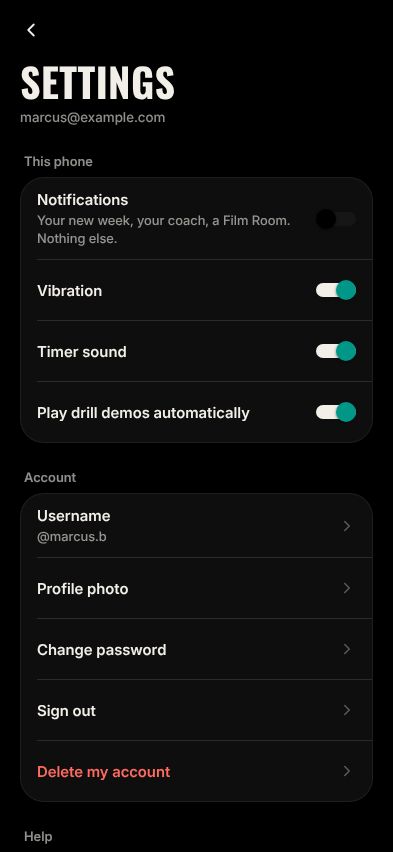 SETTINGS
marcus@example.com
This phone
Notifications
Your new week, your coach, a Film Room.
Nothing else.
Vibration
Timer sound
Play drill demos automatically
Account
Username
@marcus.b
Profile photo
Change password
Sign out
Delete my account
Help